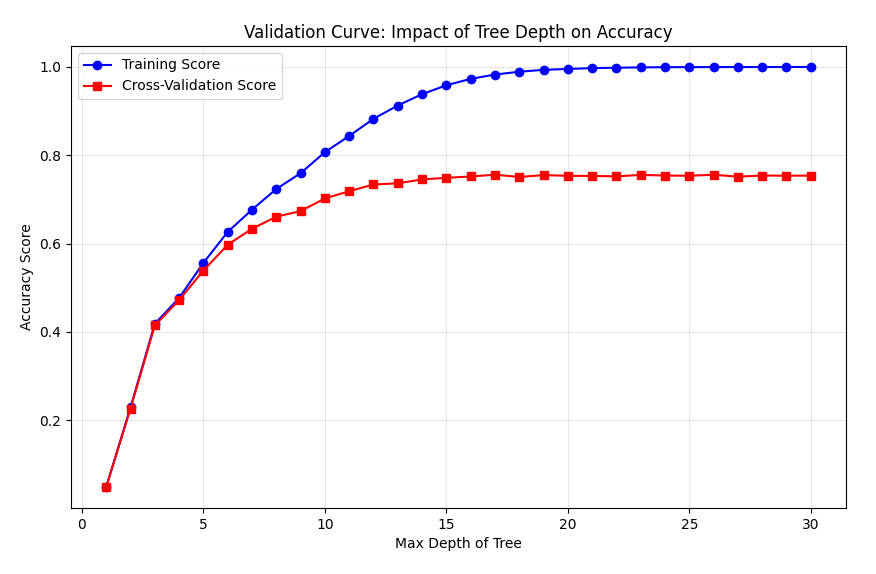 Validation Curve: Impact of Tree Depth on Accuracy
Training Score
Cross-Validation Score
Accuracy Score
1.0
0.8
0.6
0.4
0.2
0
5
10
15
20
25
30
Max Depth of Tree